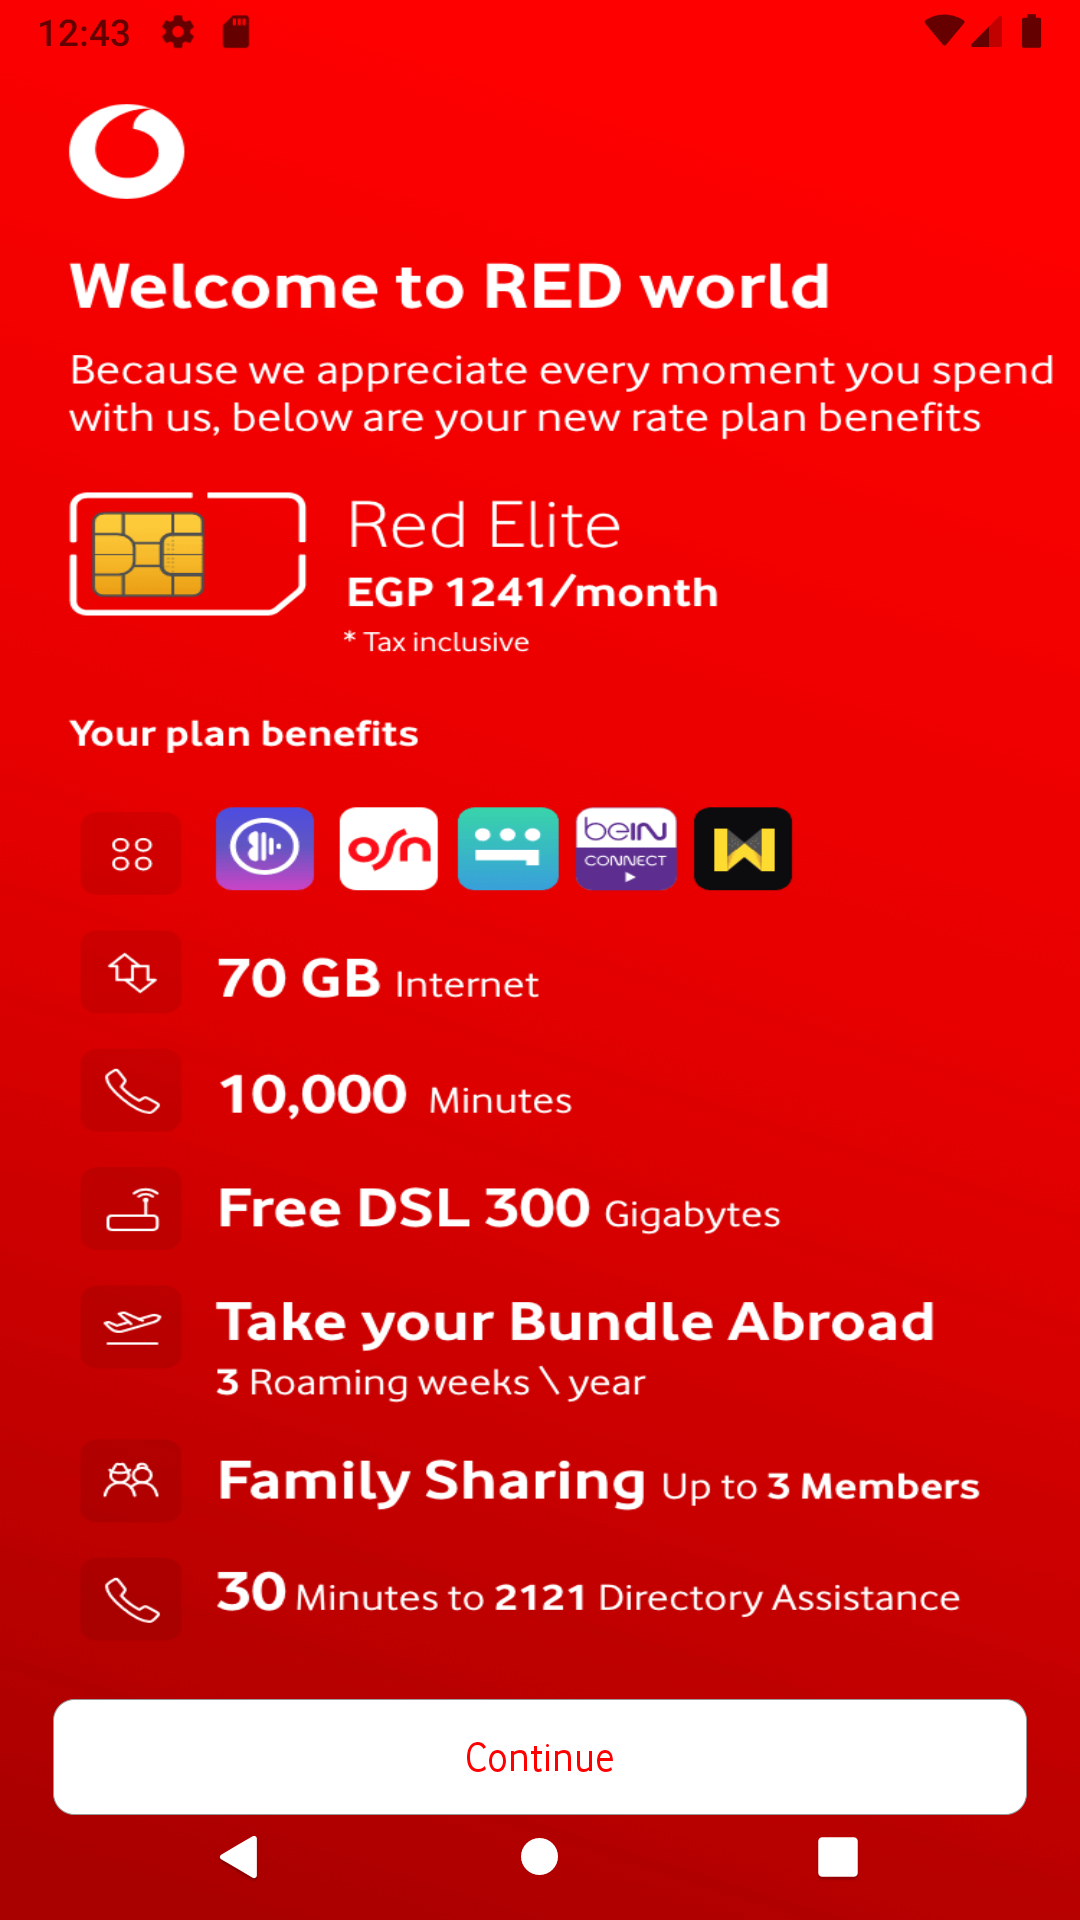 12:43
Welcome to RED world
Because we appreciate every moment you spend
with us, below are your new rate plan benefits
Red Elite
EGP 1241/month
* Tax inclusive
Your plan benefits
osn
beIN
CONNECT
W
70 GB Internet
10,000 Minutes
Free DSL 300 Gigabytes
Take your Bundle Abroad
3 Roaming weeks \ year
Family Sharing Up to 3 Members
30 Minutes to 2121 Directory Assistance
Continue